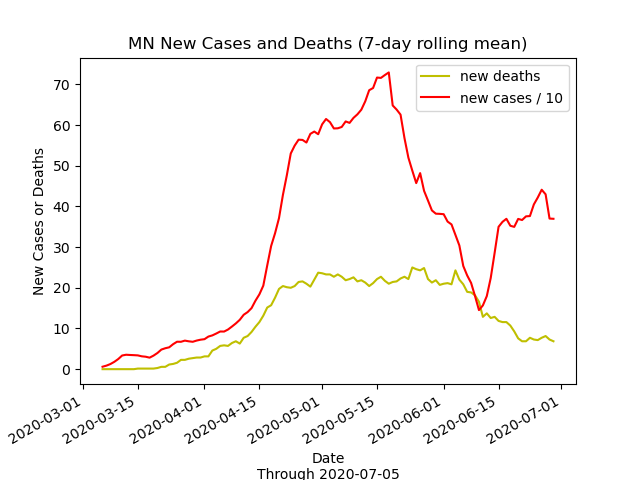 MN New Cases and Deaths (7-day rolling mean)
new deaths
new cases / 10
New Cases or Deaths
70
60
50
40
30
20
10
0
2020-03-01
2020-03-15
2020-04-01
2020-04-15
2020-05-01
2020-05-15
2020-06-01
2020-06-15
2020-07-01
Date
Through 2020-07-05